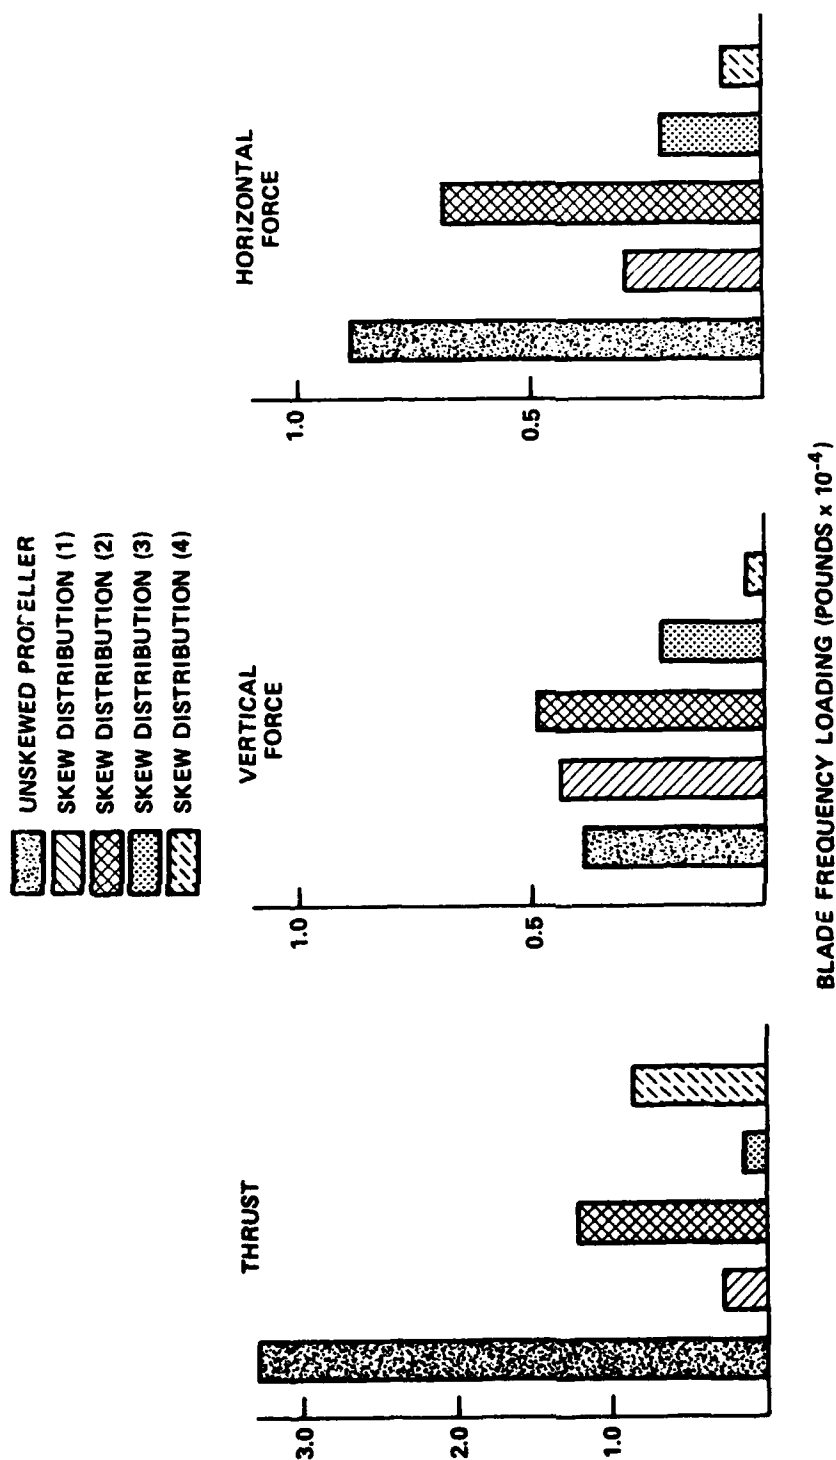 UNSKEWED PROPELLER
SKEW DISTRIBUTION (1)
SKEW DISTRIBUTION (2)
SKEW DISTRIBUTION (3)
SKEW DISTRIBUTION (4)
THRUST
3.0
2.0
1.0
VERTICAL
FORCE
1.0
0.5
HORIZONTAL
FORCE
1.0
0.5
BLADE FREQUENCY LOADING (POUNDS x 10⁻⁴)